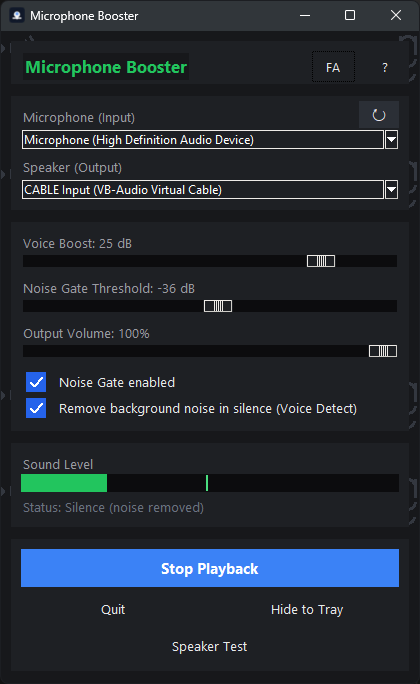 Microphone Booster
Microphone Booster
FA
?
Microphone (Input)
Microphone (High Definition Audio Device)
Speaker (Output)
CABLE Input (VB-Audio Virtual Cable)
Voice Boost: 25 dB
Noise Gate Threshold: -36 dB
Output Volume: 100%
Noise Gate enabled
Remove background noise in silence (Voice Detect)
Sound Level
Status: Silence (noise removed)
Stop Playback
Quit
Hide to Tray
Speaker Test